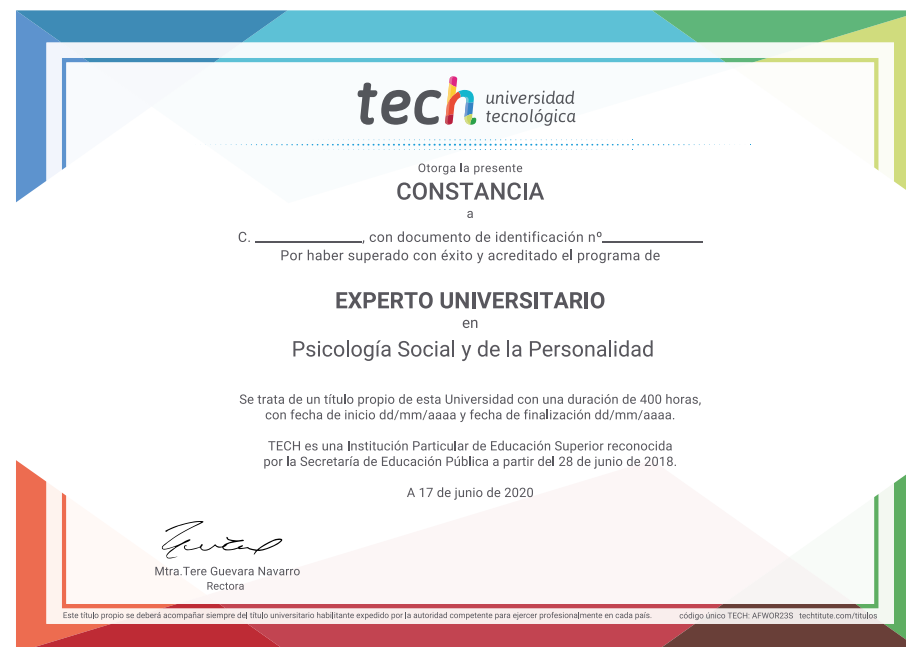 tech universidad
tecnológica
Otorga la presente
CONSTANCIA
a
C. ______________, con documento de identificación nº_____________
Por haber superado con éxito y acreditado el programa de
EXPERTO UNIVERSITARIO
en
Psicología Social y de la Personalidad
Se trata de un título propio de esta Universidad con una duración de 400 horas,
con fecha de inicio dd/mm/aaaa y fecha de finalización dd/mm/aaaa.
TECH es una Institución Particular de Educación Superior reconocida
por la Secretaría de Educación Pública a partir del 28 de junio de 2018.
A 17 de junio de 2020
Mtra.Tere Guevara Navarro
Rectora
Este título propio se deberá acompañar siempre del título universitario habilitante expedido por la autoridad competente para ejercer profesionalmente en cada país. código único TECH: AFWOR23S techtitute.com/titulos